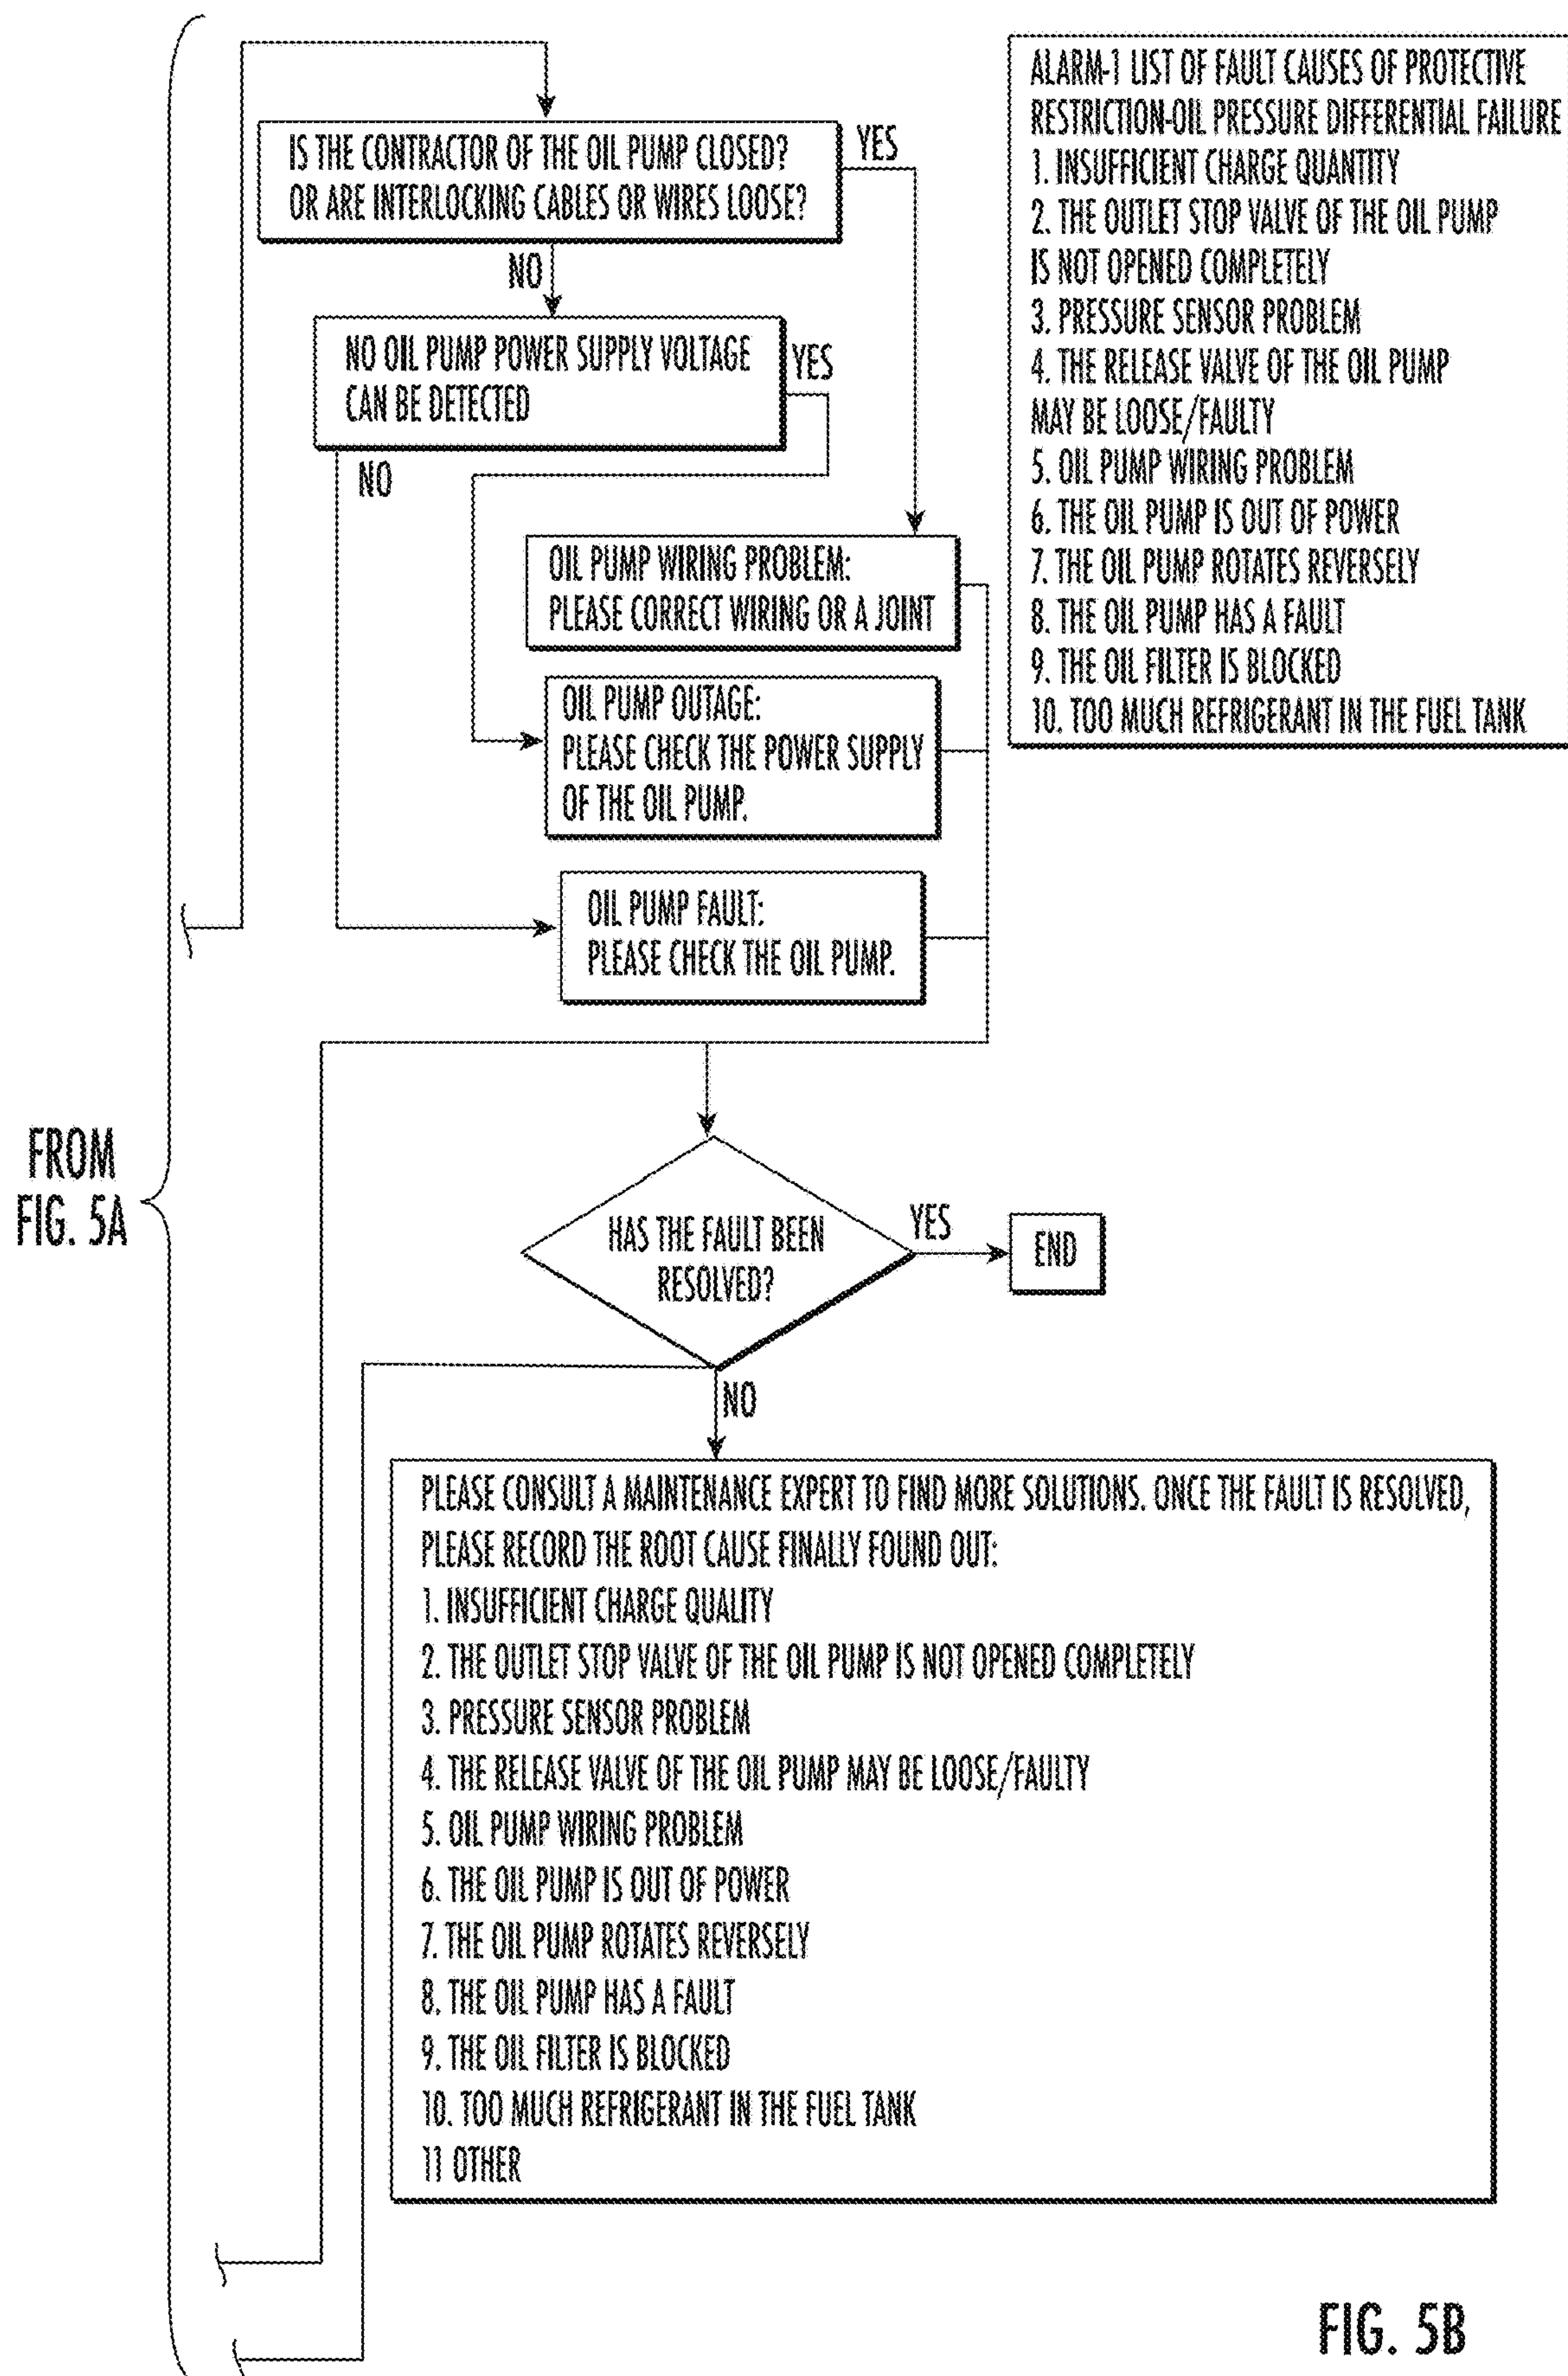 IS THE CONTRACTOR OF THE OIL PUMP CLOSED?
OR ARE INTERLOCKING CABLES OR WIRES LOOSE?
YES
NO
NO OIL PUMP POWER SUPPLY VOLTAGE
CAN BE DETECTED
YES
NO
OIL PUMP WIRING PROBLEM:
PLEASE CORRECT WIRING OR A JOINT
OIL PUMP OUTAGE:
PLEASE CHECK THE POWER SUPPLY
OF THE OIL PUMP.
OIL PUMP FAULT:
PLEASE CHECK THE OIL PUMP.
ALARM-1 LIST OF FAULT CAUSES OF PROTECTIVE
RESTRICTION-OIL PRESSURE DIFFERENTIAL FAILURE
1. INSUFFICIENT CHARGE QUANTITY
2. THE OUTLET STOP VALVE OF THE OIL PUMP
IS NOT OPENED COMPLETELY
3. PRESSURE SENSOR PROBLEM
4. THE RELEASE VALVE OF THE OIL PUMP
MAY BE LOOSE/FAULTY
5. OIL PUMP WIRING PROBLEM
6. THE OIL PUMP IS OUT OF POWER
7. THE OIL PUMP ROTATES REVERSELY
8. THE OIL PUMP HAS A FAULT
9. THE OIL FILTER IS BLOCKED
10. TOO MUCH REFRIGERANT IN THE FUEL TANK
FROM
FIG. 5A
HAS THE FAULT BEEN
RESOLVED?
YES
END
NO
PLEASE CONSULT A MAINTENANCE EXPERT TO FIND MORE SOLUTIONS. ONCE THE FAULT IS RESOLVED,
PLEASE RECORD THE ROOT CAUSE FINALLY FOUND OUT:
1. INSUFFICIENT CHARGE QUALITY
2. THE OUTLET STOP VALVE OF THE OIL PUMP IS NOT OPENED COMPLETELY
3. PRESSURE SENSOR PROBLEM
4. THE RELEASE VALVE OF THE OIL PUMP MAY BE LOOSE/FAULTY
5. OIL PUMP WIRING PROBLEM
6. THE OIL PUMP IS OUT OF POWER
7. THE OIL PUMP ROTATES REVERSELY
8. THE OIL PUMP HAS A FAULT
9. THE OIL FILTER IS BLOCKED
10. TOO MUCH REFRIGERANT IN THE FUEL TANK
11 OTHER
FIG. 5B